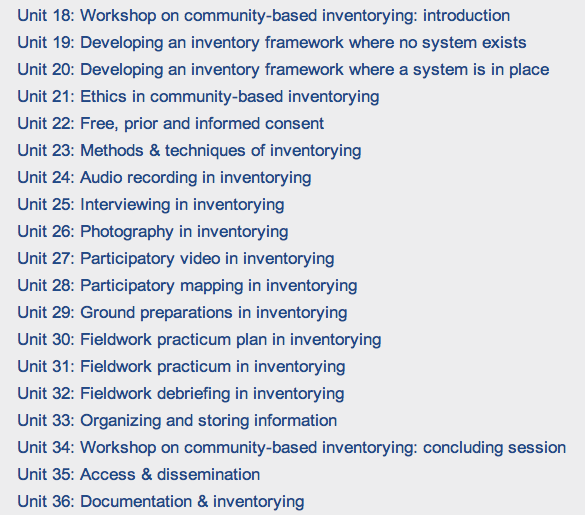 Unit 18: Workshop on community-based inventorying: introduction
Unit 19: Developing an inventory framework where no system exists
Unit 20: Developing an inventory framework where a system is in place
Unit 21: Ethics in community-based inventorying
Unit 22: Free, prior and informed consent
Unit 23: Methods & techniques of inventorying
Unit 24: Audio recording in inventorying
Unit 25: Interviewing in inventorying
Unit 26: Photography in inventorying
Unit 27: Participatory video in inventorying
Unit 28: Participatory mapping in inventorying
Unit 29: Ground preparations in inventorying
Unit 30: Fieldwork practicum plan in inventorying
Unit 31: Fieldwork practicum in inventorying
Unit 32: Fieldwork debriefing in inventorying
Unit 33: Organizing and storing information
Unit 34: Workshop on community-based inventorying: concluding session
Unit 35: Access & dissemination
Unit 36: Documentation & inventorying